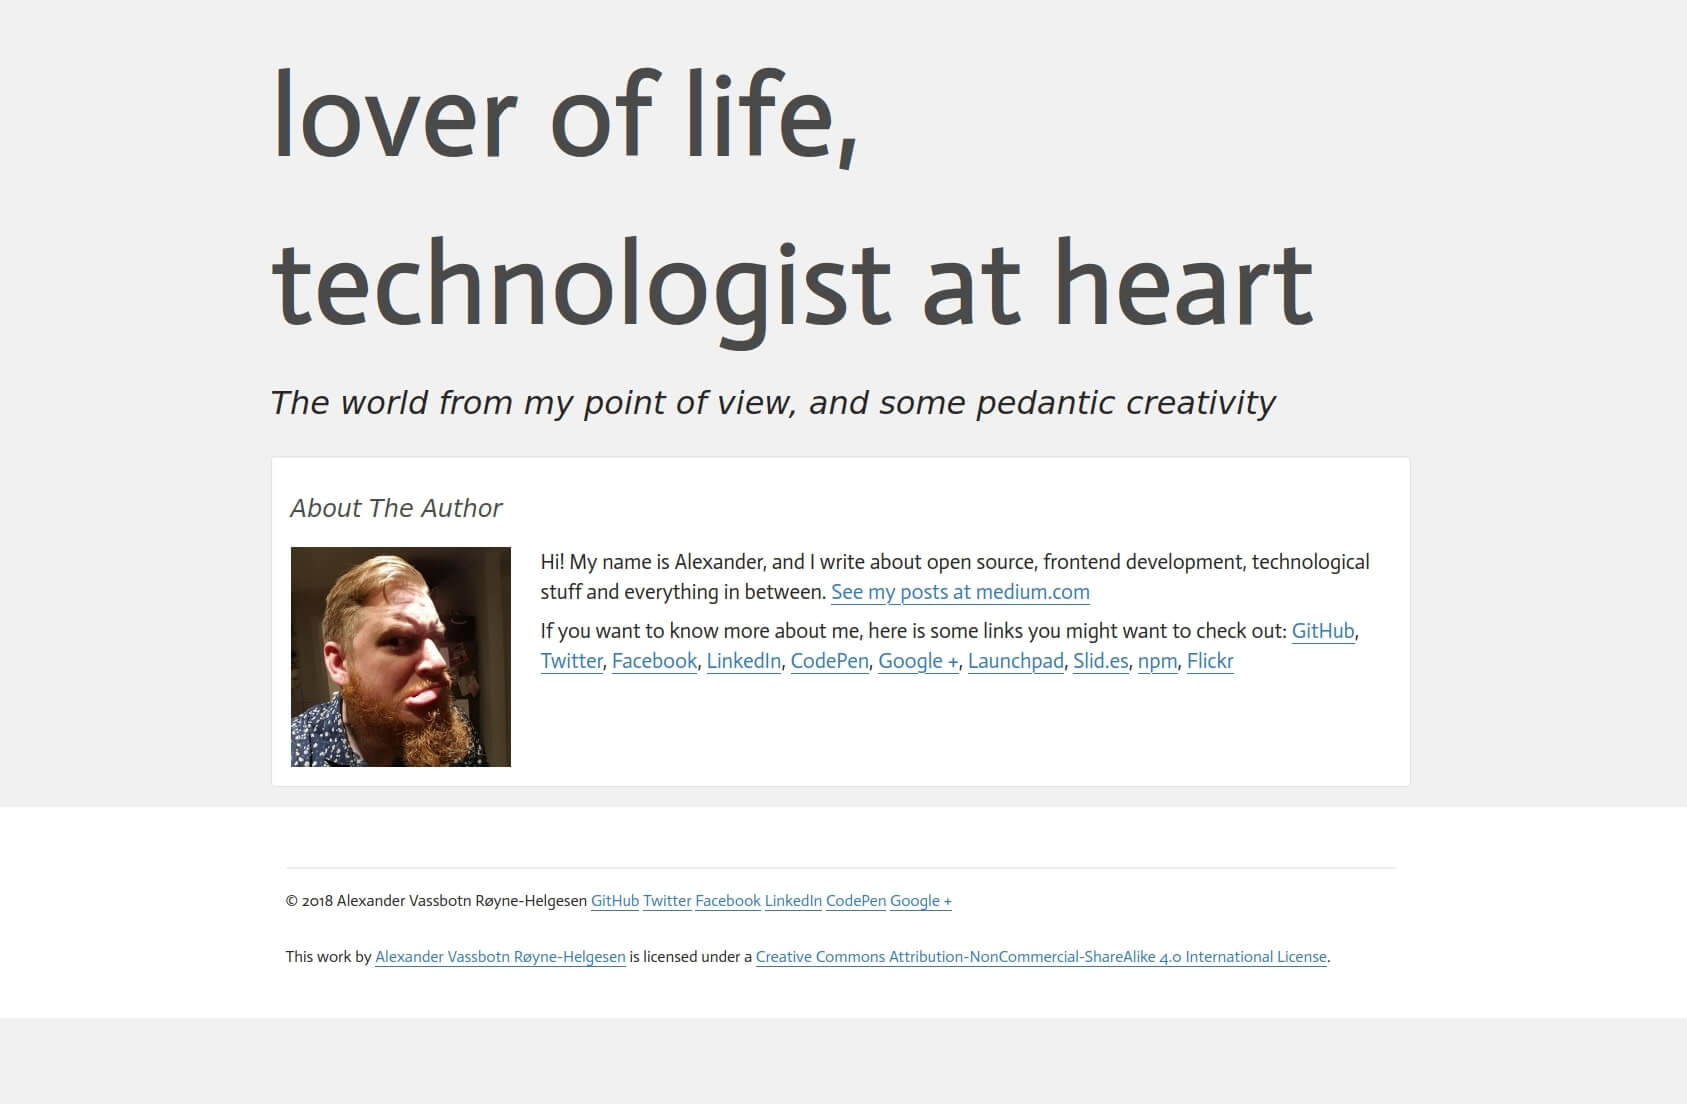 lover of life,
technologist at heart
The world from my point of view, and some pedantic creativity
About The Author
Hi! My name is Alexander, and I write about open source, frontend development, technological
stuff and everything in between. See my posts at medium.com
If you want to know more about me, here is some links you might want to check out: GitHub,
Twitter, Facebook, LinkedIn, CodePen, Google +, Launchpad, Slid.es, npm, Flickr
© 2018 Alexander Vassbotn Røyne-Helgesen GitHub Twitter Facebook LinkedIn CodePen Google +
This work by Alexander Vassbotn Røyne-Helgesen is licensed under a Creative Commons Attribution-NonCommercial-ShareAlike 4.0 International License.